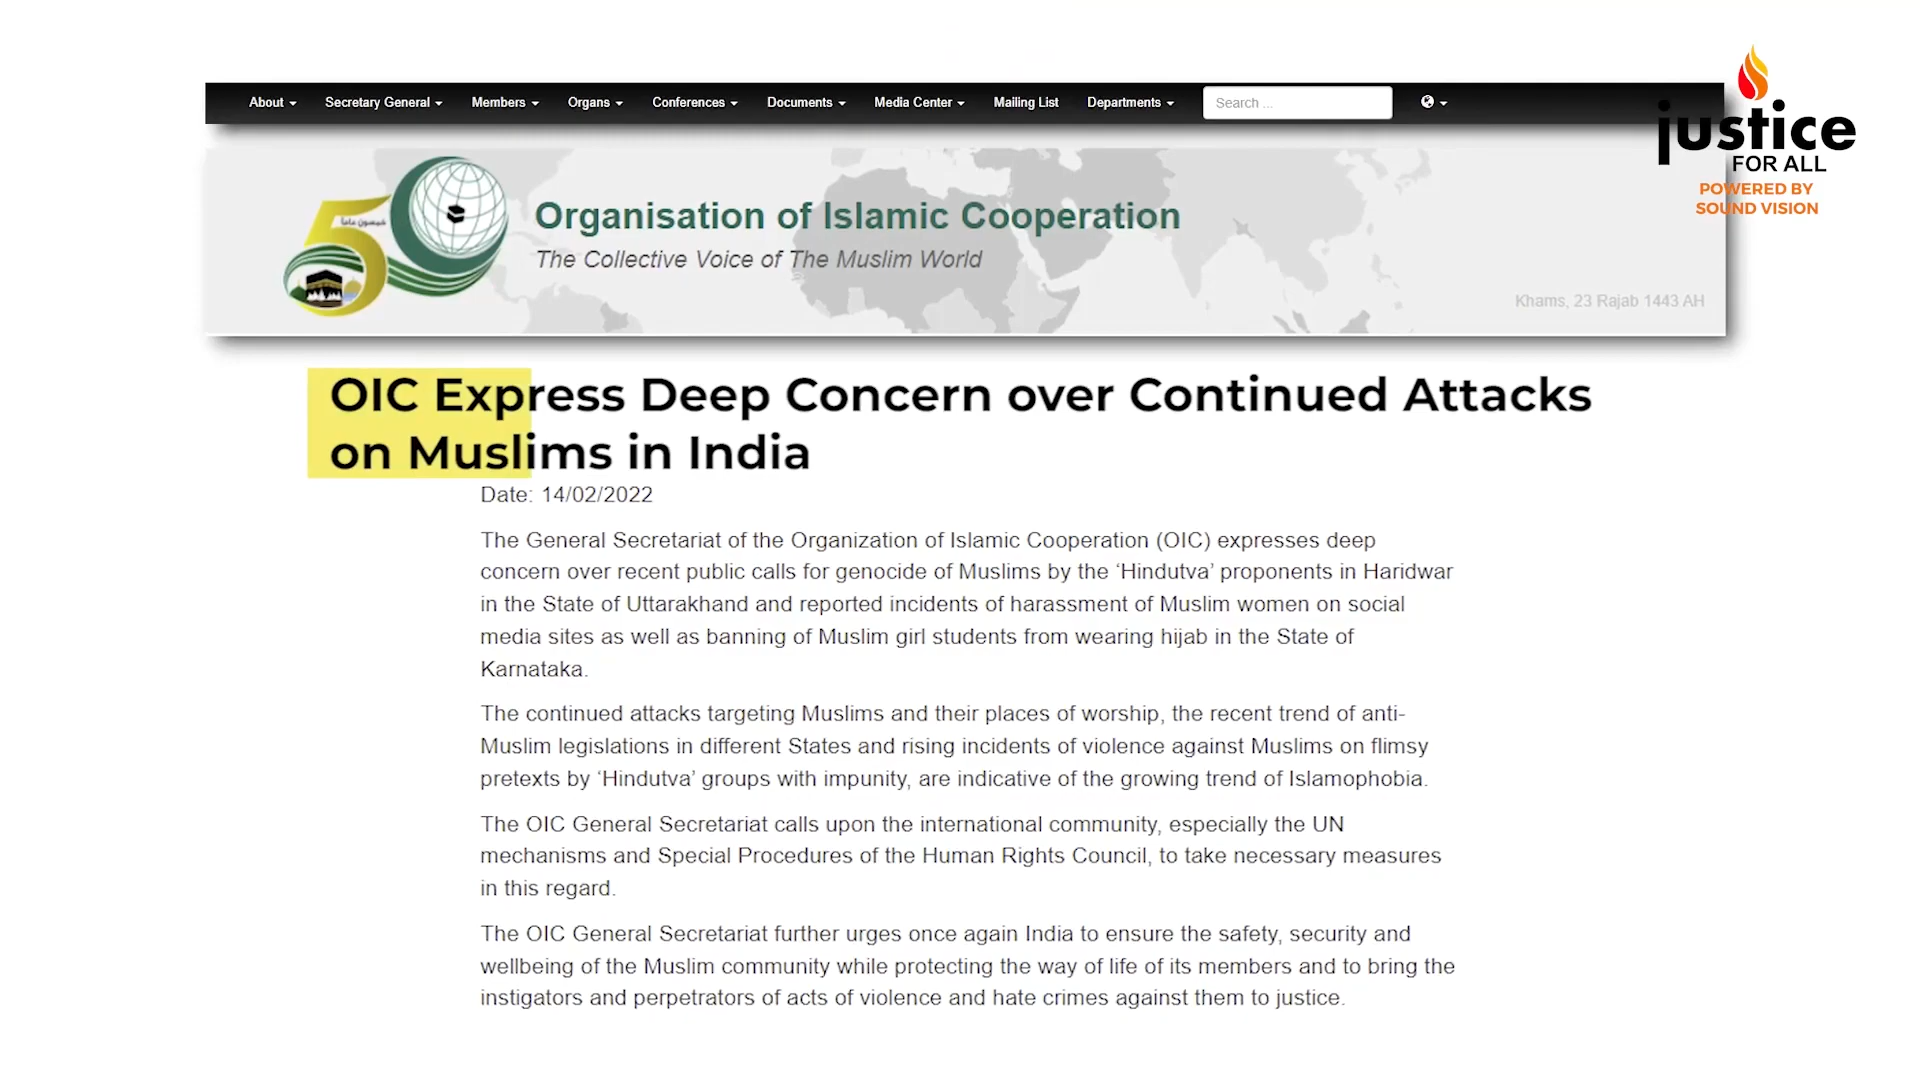 About Secretary General Members Organs Conferences Documents Media Center Mailing List Departments Search ...
justice
FOR ALL
POWERED BY
SOUND VISION
50
خمسون عاماً
Organisation of Islamic Cooperation
The Collective Voice of The Muslim World
Khams, 23 Rajab 1443 AH
OIC Express Deep Concern over Continued Attacks
on Muslims in India
Date: 14/02/2022
The General Secretariat of the Organization of Islamic Cooperation (OIC) expresses deep
concern over recent public calls for genocide of Muslims by the ‘Hindutva’ proponents in Haridwar
in the State of Uttarakhand and reported incidents of harassment of Muslim women on social
media sites as well as banning of Muslim girl students from wearing hijab in the State of
Karnataka.
The continued attacks targeting Muslims and their places of worship, the recent trend of anti-
Muslim legislations in different States and rising incidents of violence against Muslims on flimsy
pretexts by ‘Hindutva’ groups with impunity, are indicative of the growing trend of Islamophobia.
The OIC General Secretariat calls upon the international community, especially the UN
mechanisms and Special Procedures of the Human Rights Council, to take necessary measures
in this regard.
The OIC General Secretariat further urges once again India to ensure the safety, security and
wellbeing of the Muslim community while protecting the way of life of its members and to bring the
instigators and perpetrators of acts of violence and hate crimes against them to justice.